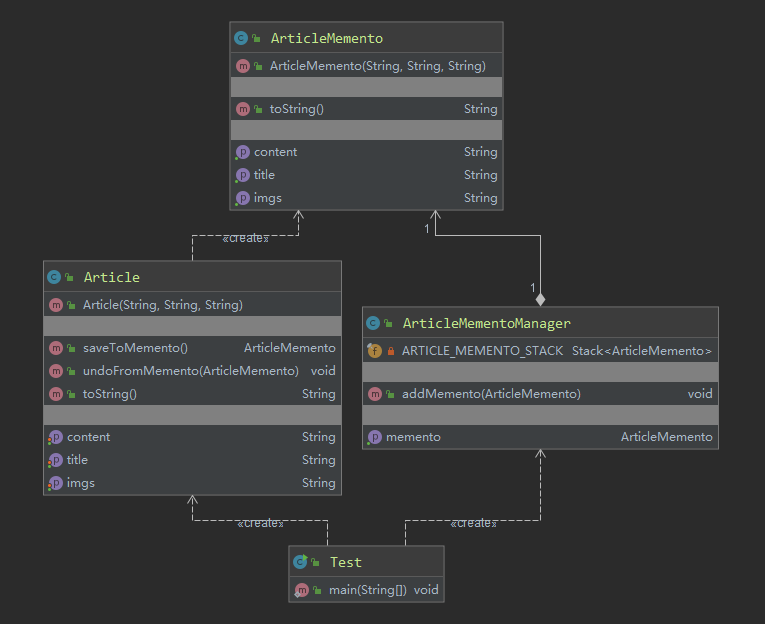 ArticleMemento
ArticleMemento(String, String, String)
toString() String
content String
title String
imgs String
«create»
1
1
Article
Article(String, String, String)
saveToMemento() ArticleMemento
undoFromMemento(ArticleMemento) void
toString() String
content String
title String
imgs String
ArticleMementoManager
ARTICLE_MEMENTO_STACK Stack<ArticleMemento>
addMemento(ArticleMemento) void
memento ArticleMemento
«create»
«create»
Test
main(String[]) void